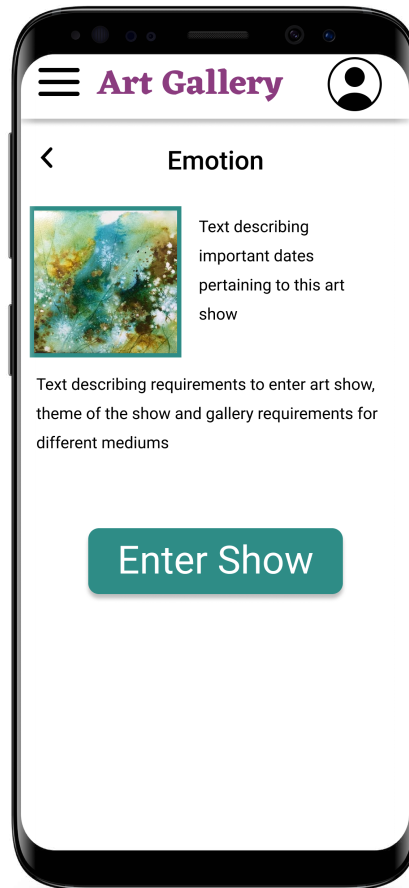 Art Gallery
Emotion
Text describing
important dates
pertaining to this art
show
Text describing requirements to enter art show,
theme of the show and gallery requirements for
different mediums
Enter Show